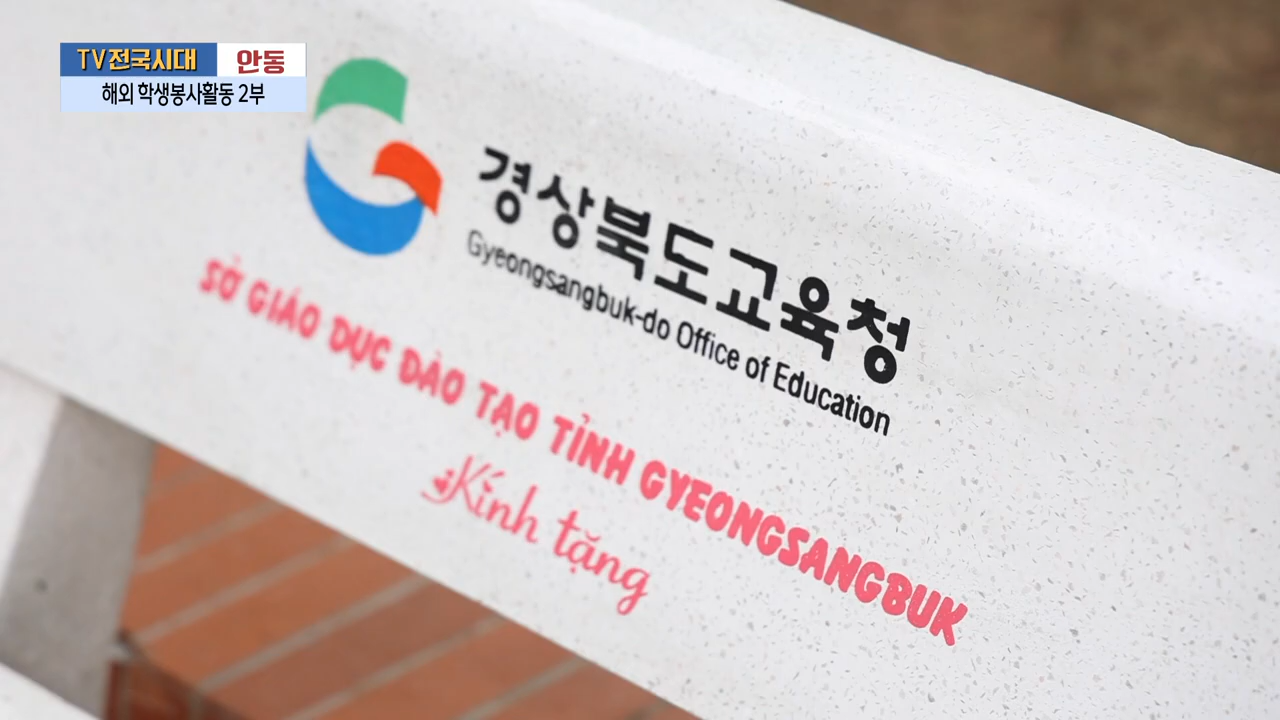 TV전국시대 안동
해외 학생봉사활동 2부
경상북도교육청
Gyeongsangbuk-do Office of Education
SỞ GIÁO DỤC ĐÀO TẠO TỈNH GYEONGSANGBUK
Kính tặng